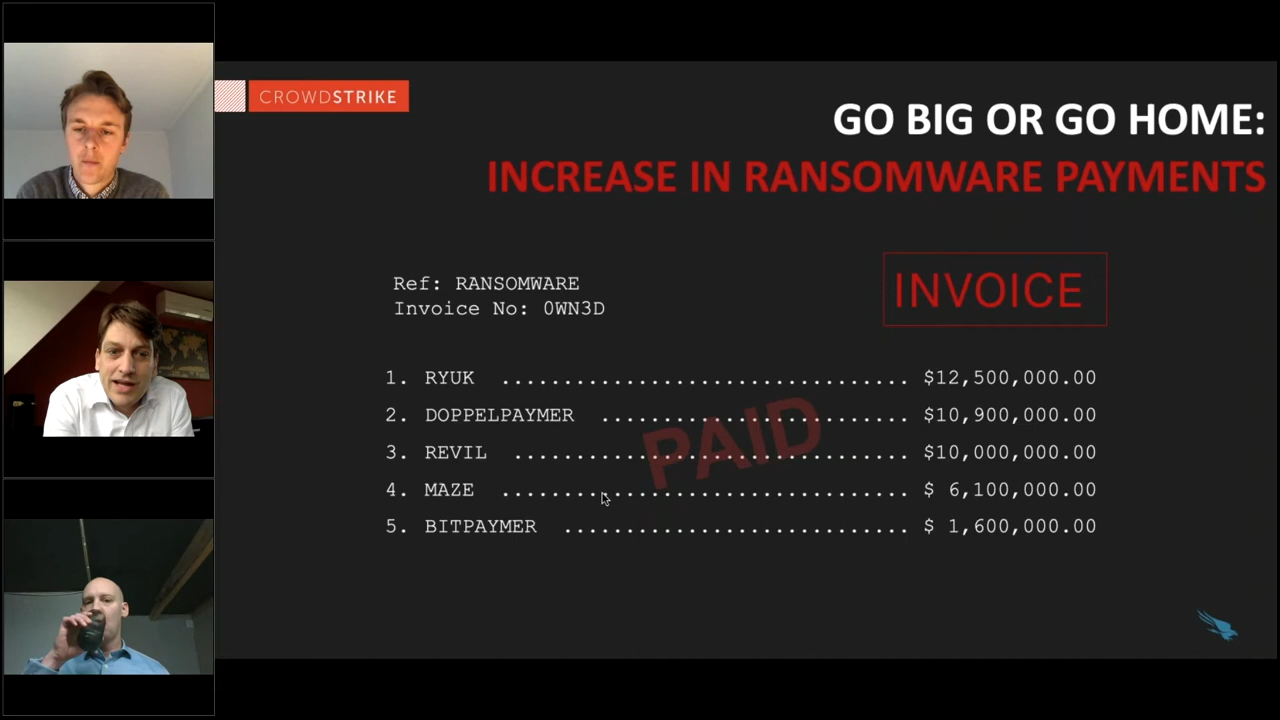 CROWDSTRIKE
GO BIG OR GO HOME:
INCREASE IN RANSOMWARE PAYMENTS
Ref: RANSOMWARE
Invoice No: 0WN3D
INVOICE
1. RYUK ................................. $12,500,000.00
2. DOPPELPAYMER ......................... $10,900,000.00
3. REVIL ................................ $10,000,000.00
4. MAZE ................................. $ 6,100,000.00
5. BITPAYMER ............................ $ 1,600,000.00
PAID